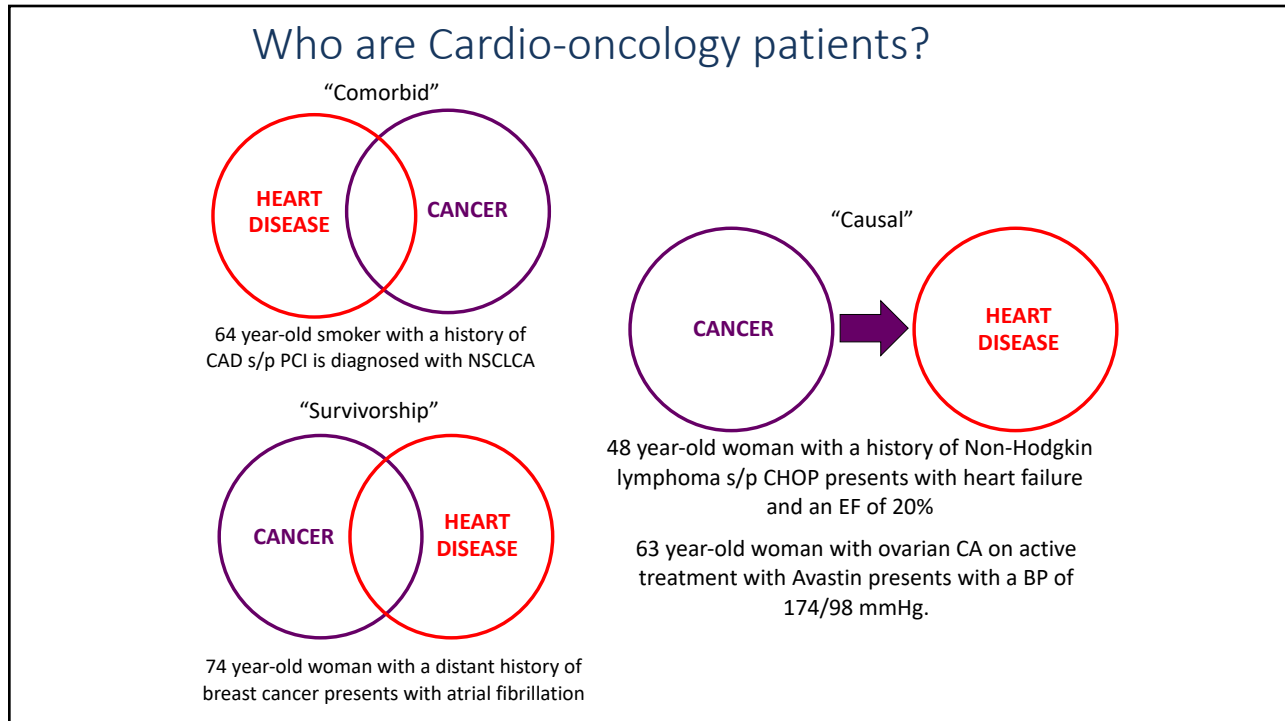 Who are Cardio-oncology patients?
“Comorbid”
HEART
DISEASE
CANCER
64 year-old smoker with a history of
CAD s/p PCI is diagnosed with NSCLCA
“Survivorship”
CANCER
HEART
DISEASE
74 year-old woman with a distant history of
breast cancer presents with atrial fibrillation
“Causal”
CANCER
HEART
DISEASE
48 year-old woman with a history of Non-Hodgkin
lymphoma s/p CHOP presents with heart failure
and an EF of 20%
63 year-old woman with ovarian CA on active
treatment with Avastin presents with a BP of
174/98 mmHg.